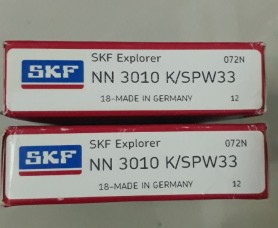 SKF Explorer 072N
SKF
NN 3010 K/SPW33
18-MADE IN GERMANY 12
SKF Explorer 072N
SKF
NN 3010 K/SPW33
18-MADE IN GERMANY 12